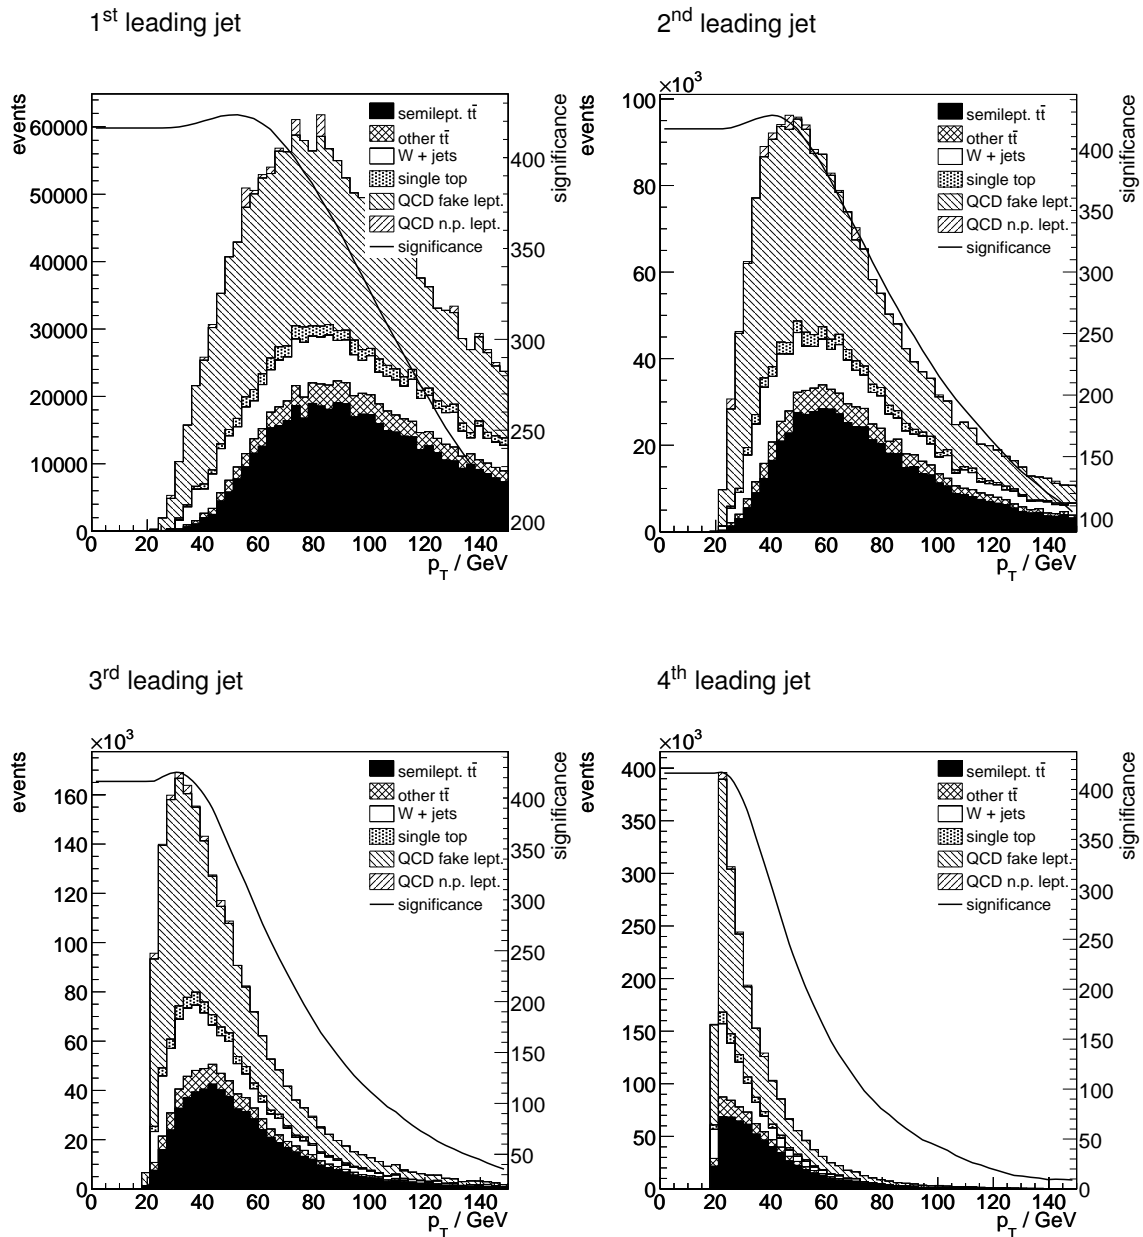 1st leading jet
events
significance
60000
50000
40000
30000
20000
10000
0
400
350
300
250
200
semilept. tt̄
other tt̄
W + jets
single top
QCD fake lept.
QCD n.p. lept.
significance
0 20 40 60 80 100 120 140
pT / GeV
2nd leading jet
×10³
events
significance
100
80
60
40
20
0
400
350
300
250
200
150
100
semilept. tt̄
other tt̄
W + jets
single top
QCD fake lept.
QCD n.p. lept.
significance
0 20 40 60 80 100 120 140
pT / GeV
3rd leading jet
×10³
events
significance
160
140
120
100
80
60
40
20
0
400
350
300
250
200
150
100
50
semilept. tt̄
other tt̄
W + jets
single top
QCD fake lept.
QCD n.p. lept.
significance
0 20 40 60 80 100 120 140
pT / GeV
4th leading jet
×10³
events
significance
400
350
300
250
200
150
100
50
0
400
350
300
250
200
150
100
50
0
semilept. tt̄
other tt̄
W + jets
single top
QCD fake lept.
QCD n.p. lept.
significance
0 20 40 60 80 100 120 140
pT / GeV